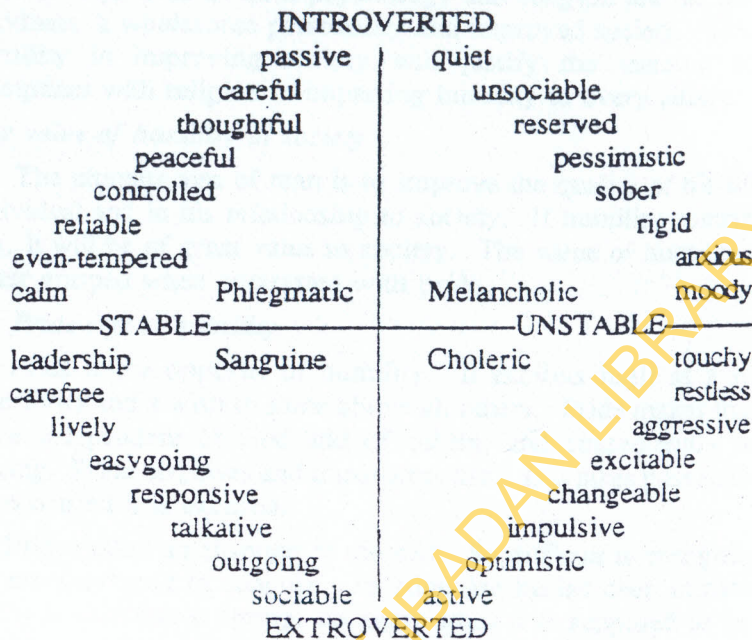 INTROVERTED
passive quiet
careful unsociable
thoughtful reserved
peaceful pessimistic
controlled sober
reliable rigid
even-tempered anxious
calm Phlegmatic Melancholic moody
STABLE UNSTABLE
leadership Sanguine Choleric touchy
carefree restless
lively aggressive
easygoing excitable
responsive changeable
talkative impulsive
outgoing optimistic
sociable active
EXTROVERTED
IBADAN LIBRARY